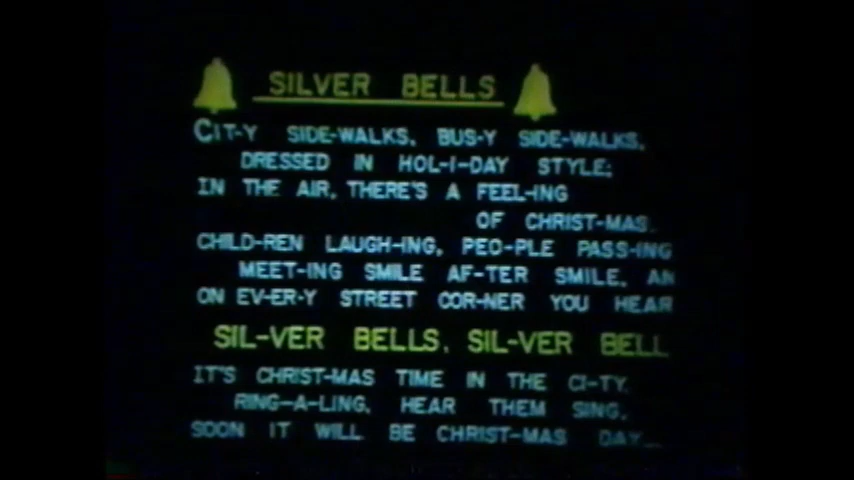 SILVER BELLS
CIT-Y SIDE-WALKS, BUS-Y SIDE-WALKS,
DRESSED IN HOL-I-DAY STYLE;
IN THE AIR, THERE'S A FEEL-ING
OF CHRIST-MAS.
CHILD-REN LAUGH-ING, PEO-PLE PASS-ING
MEET-ING SMILE AF-TER SMILE, AN
ON EV-ER-Y STREET COR-NER YOU HEAR
SIL-VER BELLS, SIL-VER BELL
IT'S CHRIST-MAS TIME IN THE CI-TY.
RING-A-LING, HEAR THEM SING,
SOON IT WILL BE CHRIST-MAS DAY__